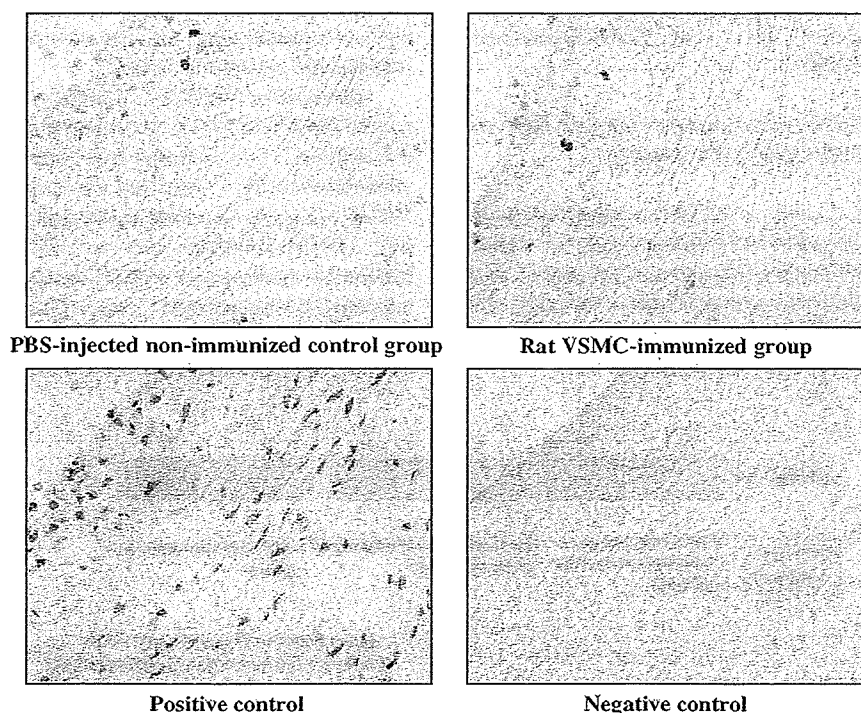 PBS-injected non-immunized control group
Rat VSMC-immunized group
Positive control
Negative control